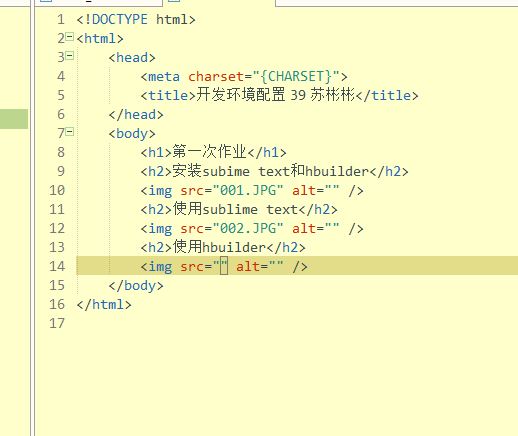 1 <!DOCTYPE html>
2 <html>
3 <head>
4 <meta charset="{CHARSET}">
5 <title>开发环境配置 39 苏彬彬</title>
6 </head>
7 <body>
8 <h1>第一次作业</h1>
9 <h2>安装subime text和hbuilder</h2>
10 <img src="001.JPG" alt="" />
11 <h2>使用sublime text</h2>
12 <img src="002.JPG" alt="" />
13 <h2>使用hbuilder</h2>
14 <img src="" alt="" />
15 </body>
16 </html>
17